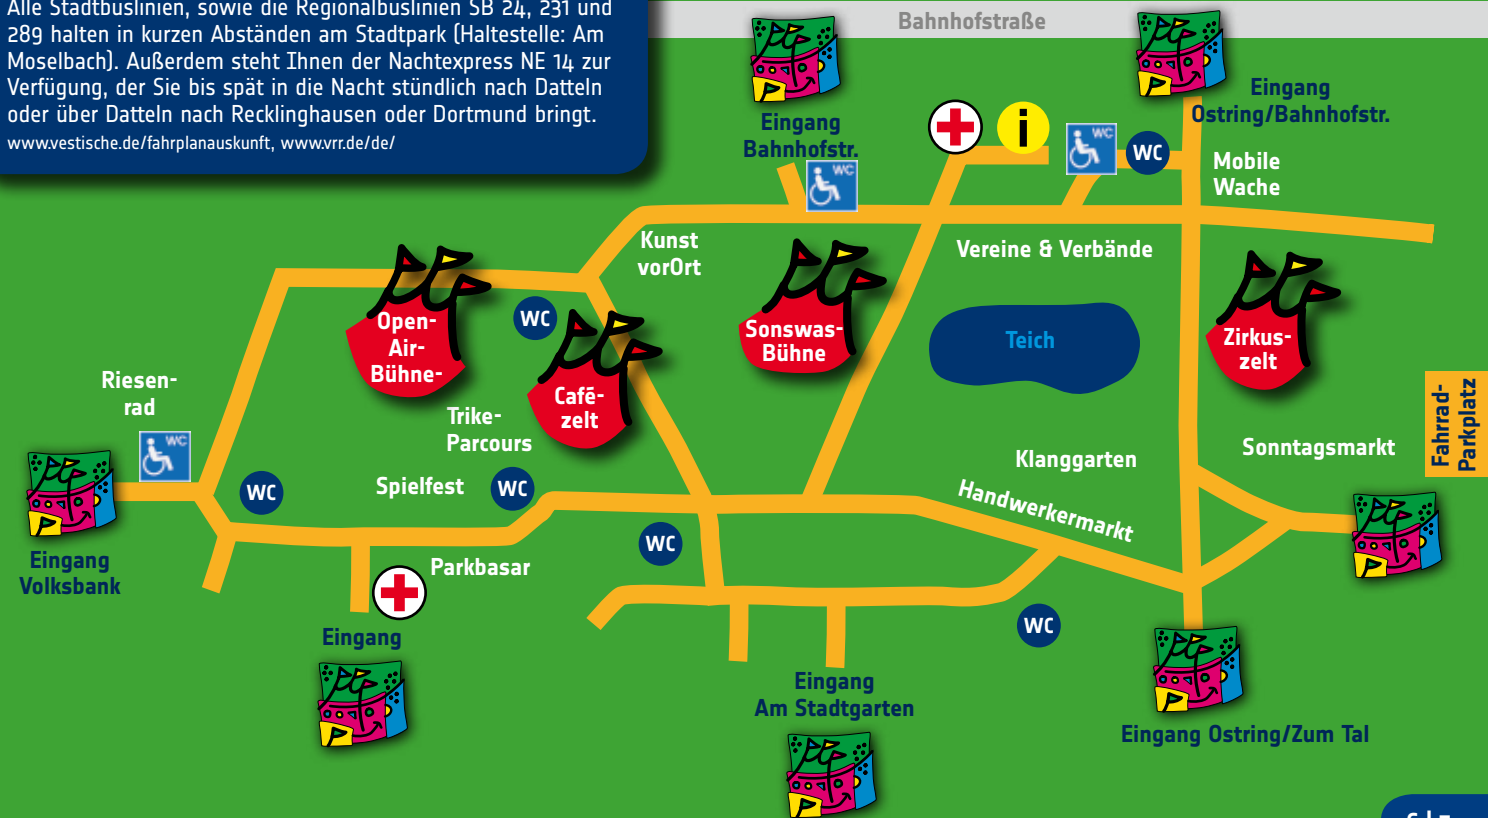 Alle Stadtbuslinien, sowie die Regionalbuslinien SB 24, 231 und
289 halten in kurzen Abständen am Stadtpark (Haltestelle: Am
Moselbach). Außerdem steht Ihnen der Nachtexpress NE 14 zur
Verfügung, der Sie bis spät in die Nacht stündlich nach Datteln
oder über Datteln nach Recklinghausen oder Dortmund bringt.
www.vestische.de/fahrplanauskunft, www.vrr.de/de/
Bahnhofstraße
Eingang
Bahnhofstr.
WC
i
WC
WC
Eingang
Ostring/Bahnhofstr.
Mobile
Wache
Kunst
vorOrt
Vereine & Verbände
Open-
Air-
Bühne-
WC
Café-
zelt
Sonswas-
Bühne
Teich
Zirkus-
zelt
Riesen-
rad
WC
Trike-
Parcours
Fahrrad-
Parkplatz
Sonntagsmarkt
Klanggarten
Handwerkermarkt
Spielfest
WC
WC
WC
P
Eingang
Volksbank
Parkbasar
Eingang
P
WC
Eingang
Am Stadtgarten
P
P
P
Eingang Ostring/Zum Tal
P
P